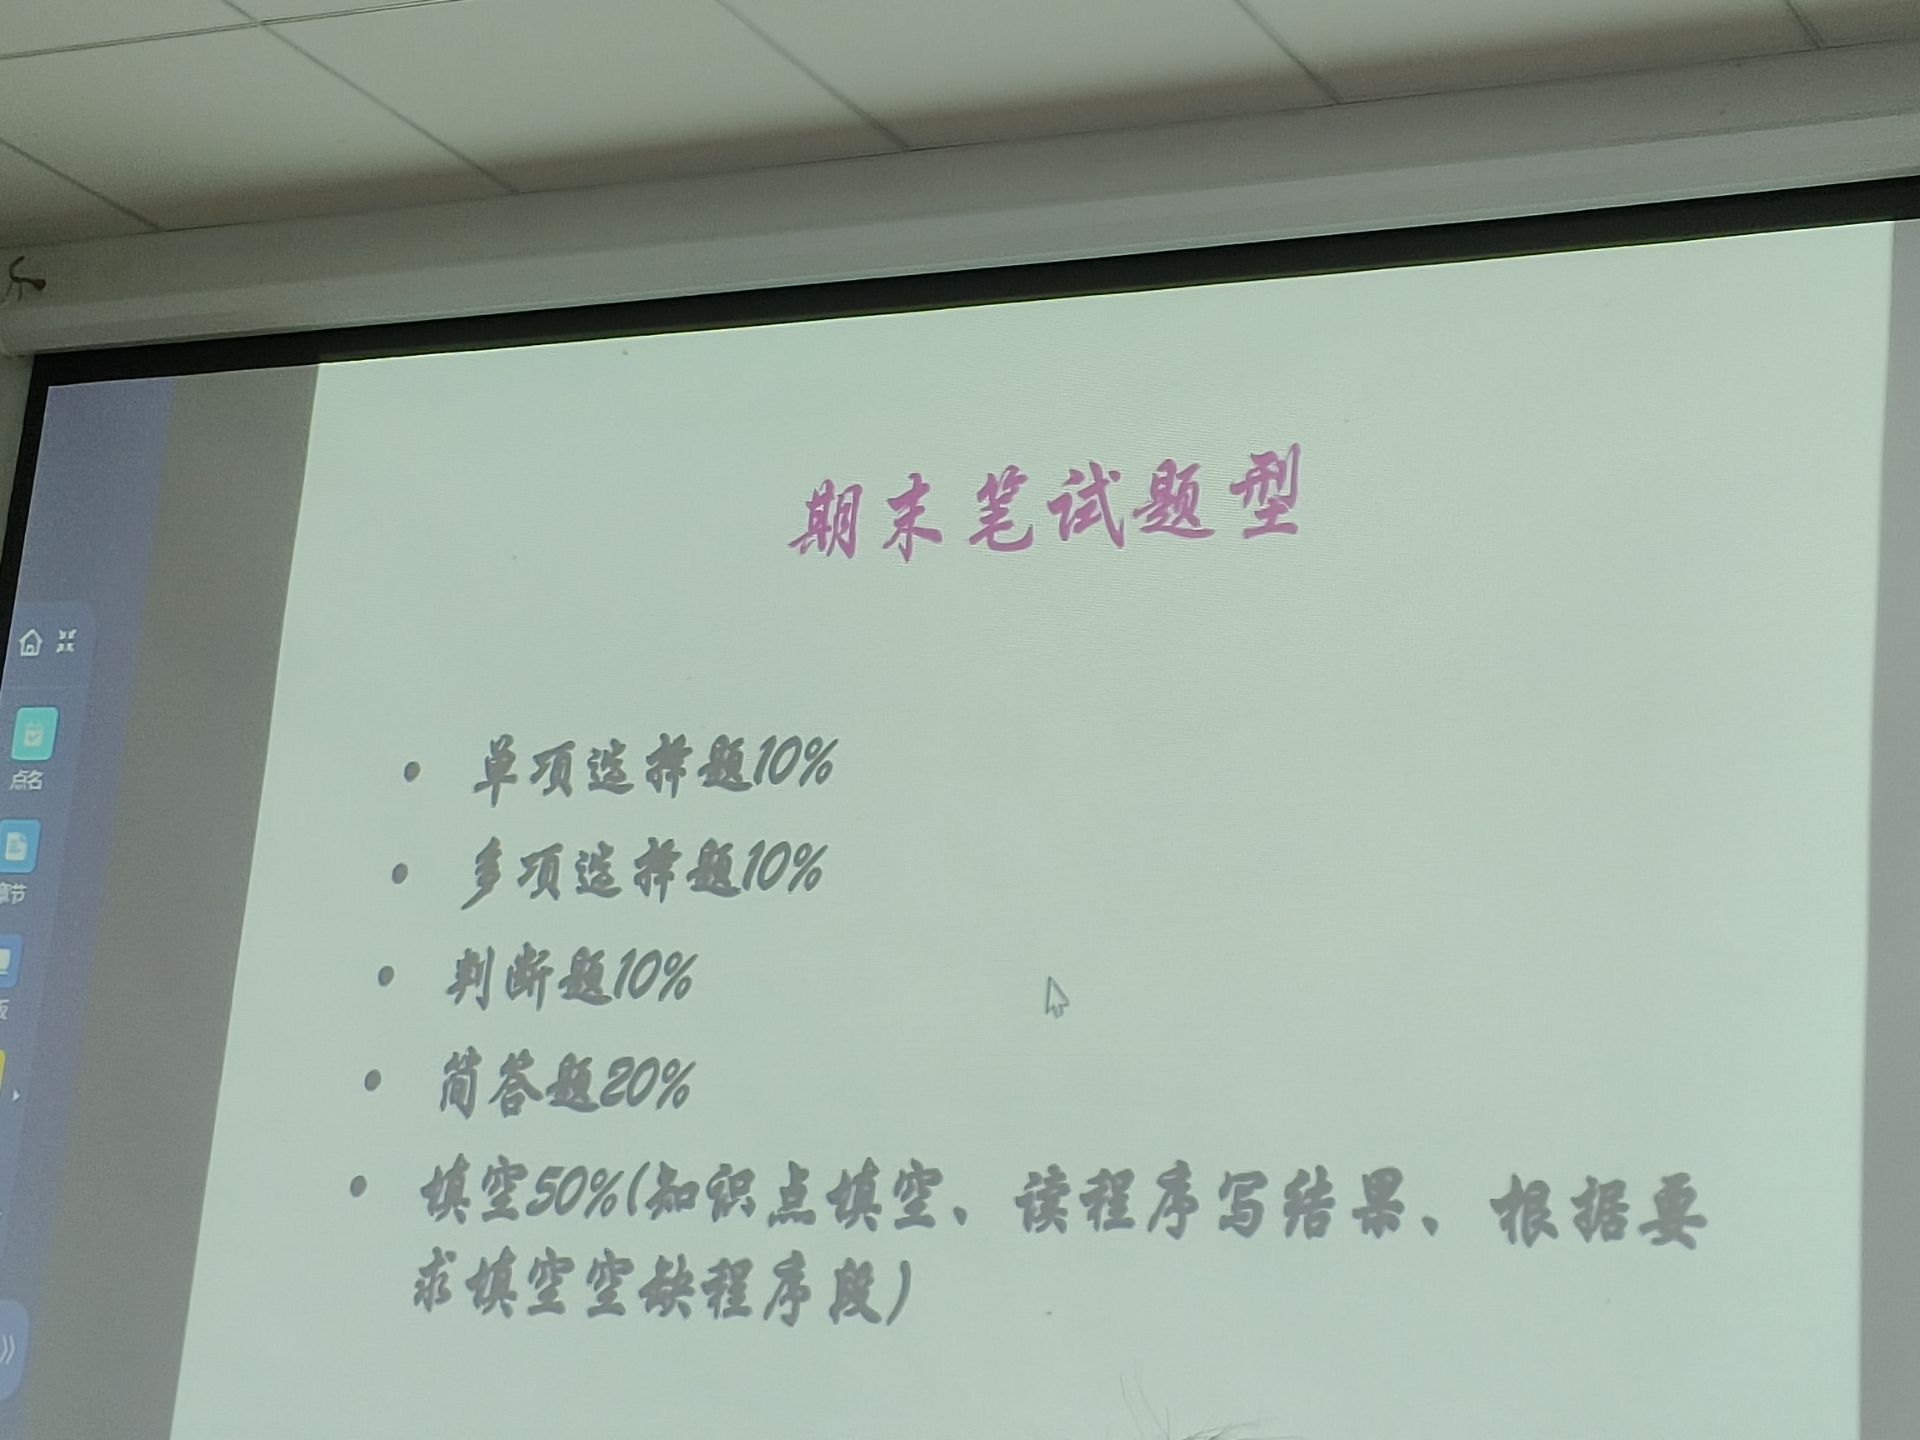 期末笔试题型
• 单项选择题10%
• 多项选择题10%
• 判断题10%
• 简答题20%
• 填空50%(知识点填空、读程序写结果、根据要
求填空空缺程序段)
点名
章节